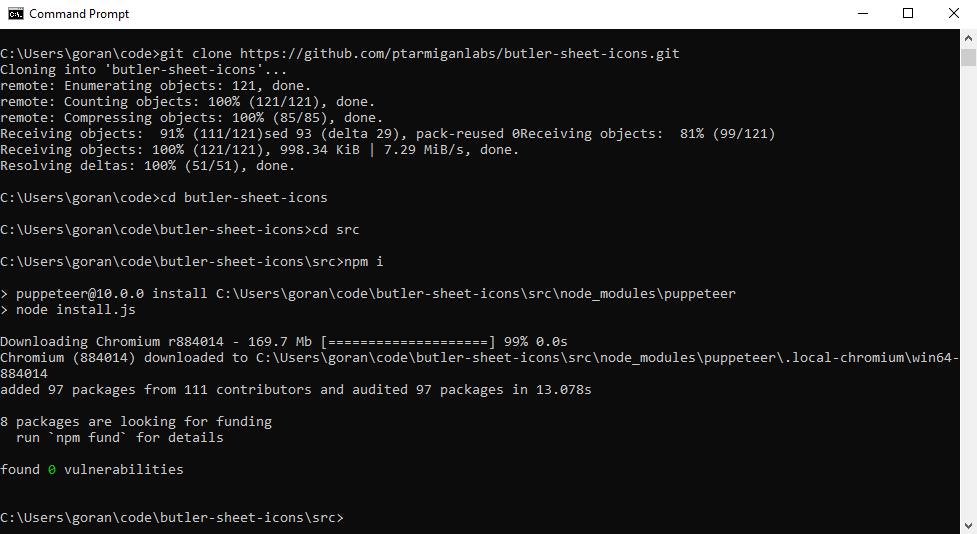 Command Prompt
C:\Users\goran\code>git clone https://github.com/ptarmiganlabs/butler-sheet-icons.git
Cloning into 'butler-sheet-icons'...
remote: Enumerating objects: 121, done.
remote: Counting objects: 100% (121/121), done.
remote: Compressing objects: 100% (85/85), done.
Receiving objects:  91% (111/121)sed 93 (delta 29), pack-reused 0Receiving objects:  81% (99/121)
Receiving objects: 100% (121/121), 998.34 KiB | 7.29 MiB/s, done.
Resolving deltas: 100% (51/51), done.
C:\Users\goran\code>cd butler-sheet-icons
C:\Users\goran\code\butler-sheet-icons>cd src
C:\Users\goran\code\butler-sheet-icons\src>npm i
> puppeteer@10.0.0 install C:\Users\goran\code\butler-sheet-icons\src\node_modules\puppeteer
> node install.js
Downloading Chromium r884014 - 169.7 Mb [====================] 99% 0.0s
Chromium (884014) downloaded to C:\Users\goran\code\butler-sheet-icons\src\node_modules\puppeteer\.local-chromium\win64-
884014
added 97 packages from 111 contributors and audited 97 packages in 13.078s
8 packages are looking for funding
  run `npm fund` for details
found 0 vulnerabilities
C:\Users\goran\code\butler-sheet-icons\src>